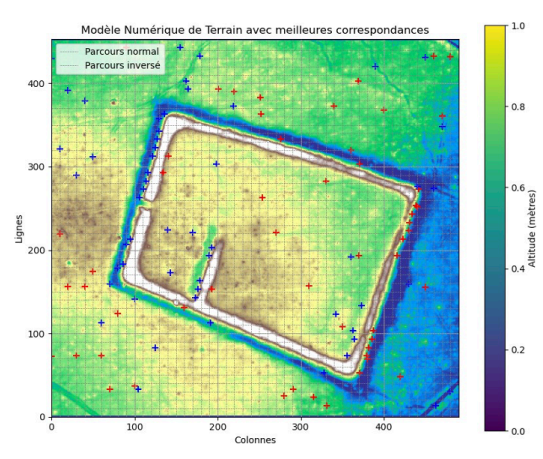 Modèle Numérique de Terrain avec meilleures correspondances
Parcours normal
Parcours inversé
400
300
200
100
0
Lignes
0
100
200
300
400
Colonnes
1.0
0.8
0.6
0.4
0.2
0.0
Altitude (mètres)